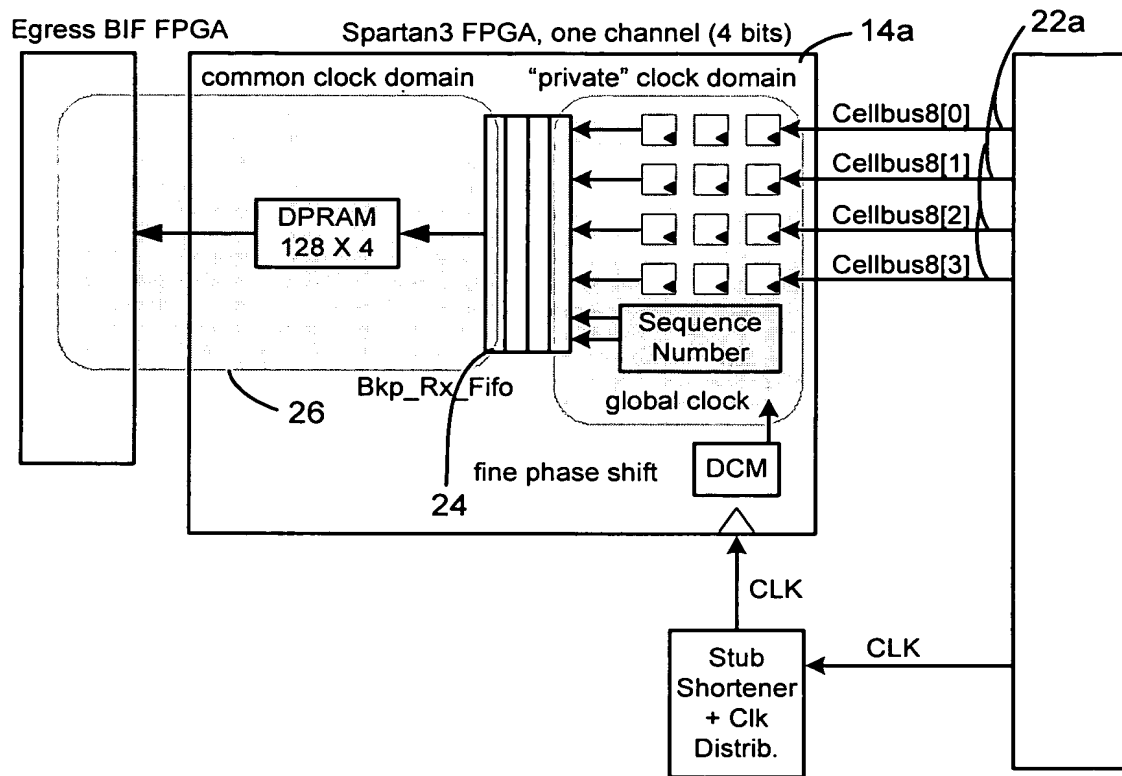 Egress BIF FPGA
Spartan3 FPGA, one channel (4 bits)
14a
22a
common clock domain
“private” clock domain
Cellbus8[0]
Cellbus8[1]
Cellbus8[2]
Cellbus8[3]
DPRAM
128 X 4
Sequence
Number
Bkp_Rx_Fifo
global clock
26
24
fine phase shift
DCM
CLK
CLK
Stub
Shortener
+ Clk
Distrib.